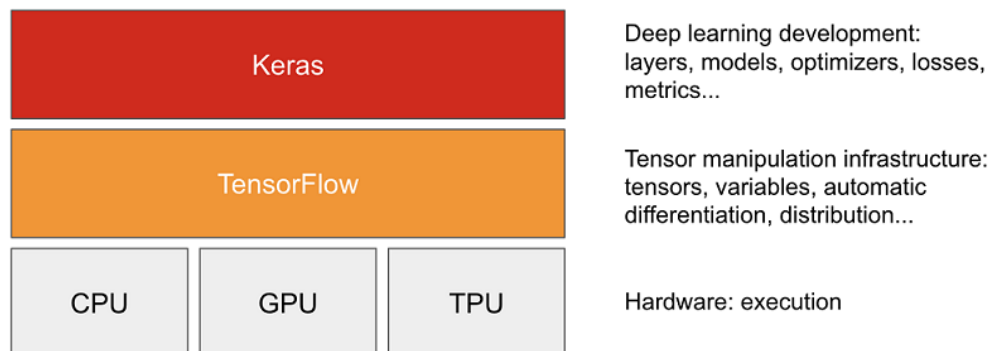 Keras
Deep learning development:
layers, models, optimizers, losses,
metrics...
TensorFlow
Tensor manipulation infrastructure:
tensors, variables, automatic
differentiation, distribution...
CPU
GPU
TPU
Hardware: execution